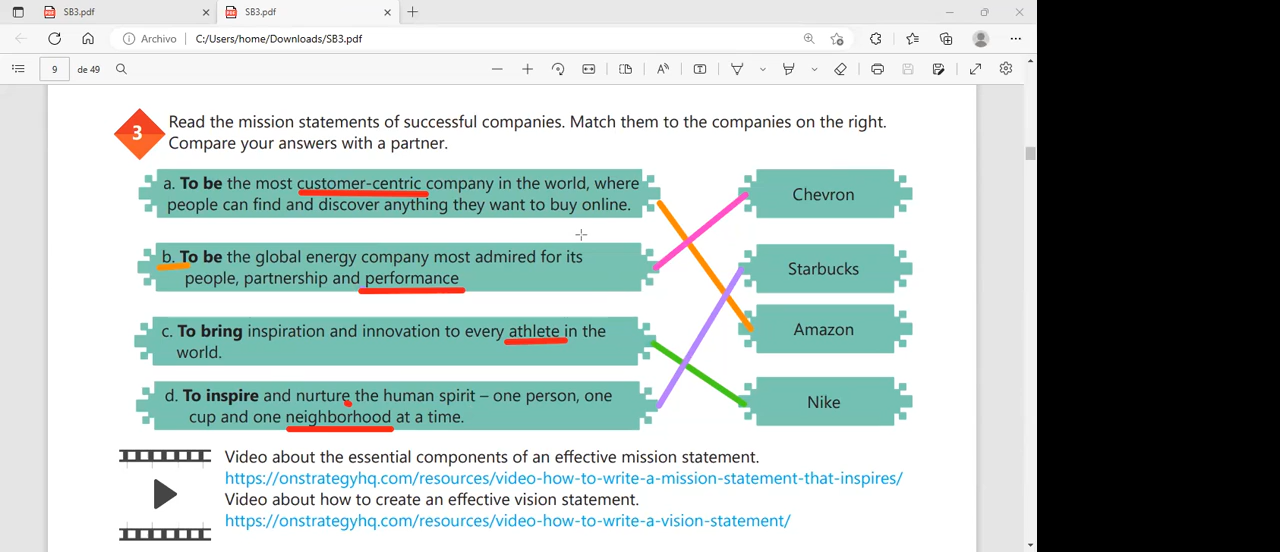 SB3.pdf
SB3.pdf
Archivo
C:/Users/home/Downloads/SB3.pdf
9
de 49
3
Read the mission statements of successful companies. Match them to the companies on the right.
Compare your answers with a partner.
a. To be the most customer-centric company in the world, where
people can find and discover anything they want to buy online.
Chevron
b. To be the global energy company most admired for its
people, partnership and performance
Starbucks
c. To bring inspiration and innovation to every athlete in the
world.
Amazon
d. To inspire and nurture the human spirit – one person, one
cup and one neighborhood at a time.
Nike
Video about the essential components of an effective mission statement.
https://onstrategyhq.com/resources/video-how-to-write-a-mission-statement-that-inspires/
Video about how to create an effective vision statement.
https://onstrategyhq.com/resources/video-how-to-write-a-vision-statement/